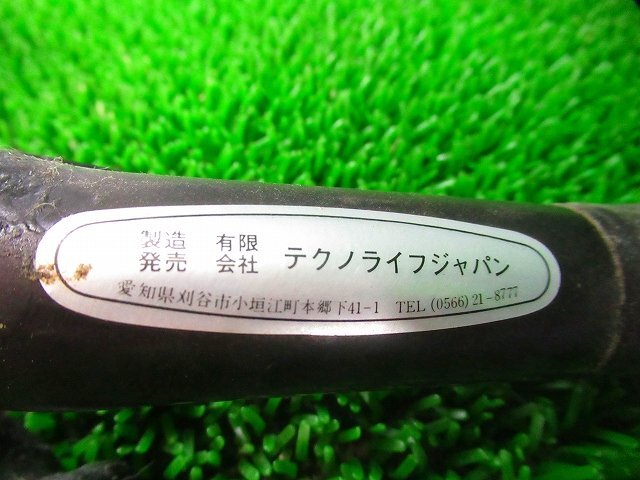 製造 有限
発売 会社 テクノライフジャパン
愛知県刈谷市小垣江町本郷下41-1 TEL (0566) 21-8777